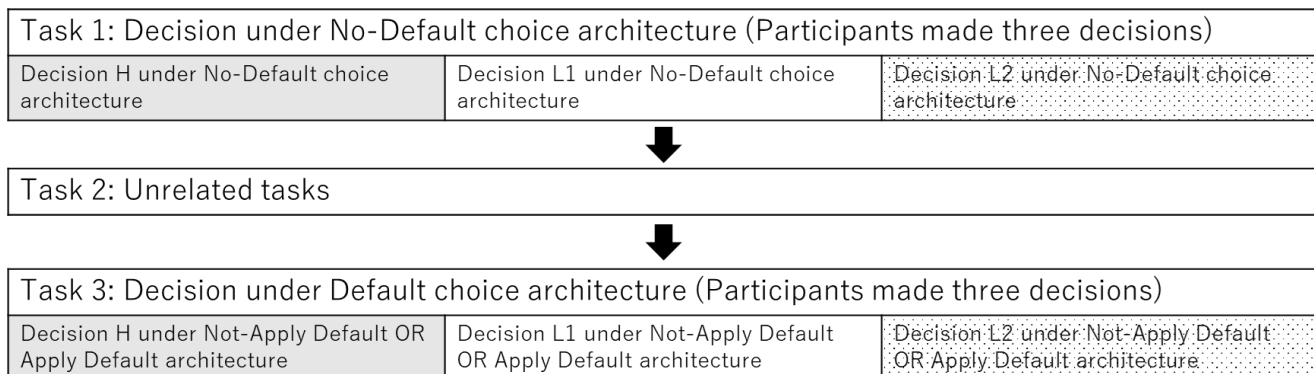 Task 1: Decision under No-Default choice architecture (Participants made three decisions)
Decision H under No-Default choice
architecture
Decision L1 under No-Default choice
architecture
Decision L2 under No-Default choice
architecture
Task 2: Unrelated tasks
Task 3: Decision under Default choice architecture (Participants made three decisions)
Decision H under Not-Apply Default OR
Apply Default architecture
Decision L1 under Not-Apply Default
OR Apply Default architecture
Decision L2 under Not-Apply Default
OR Apply Default architecture